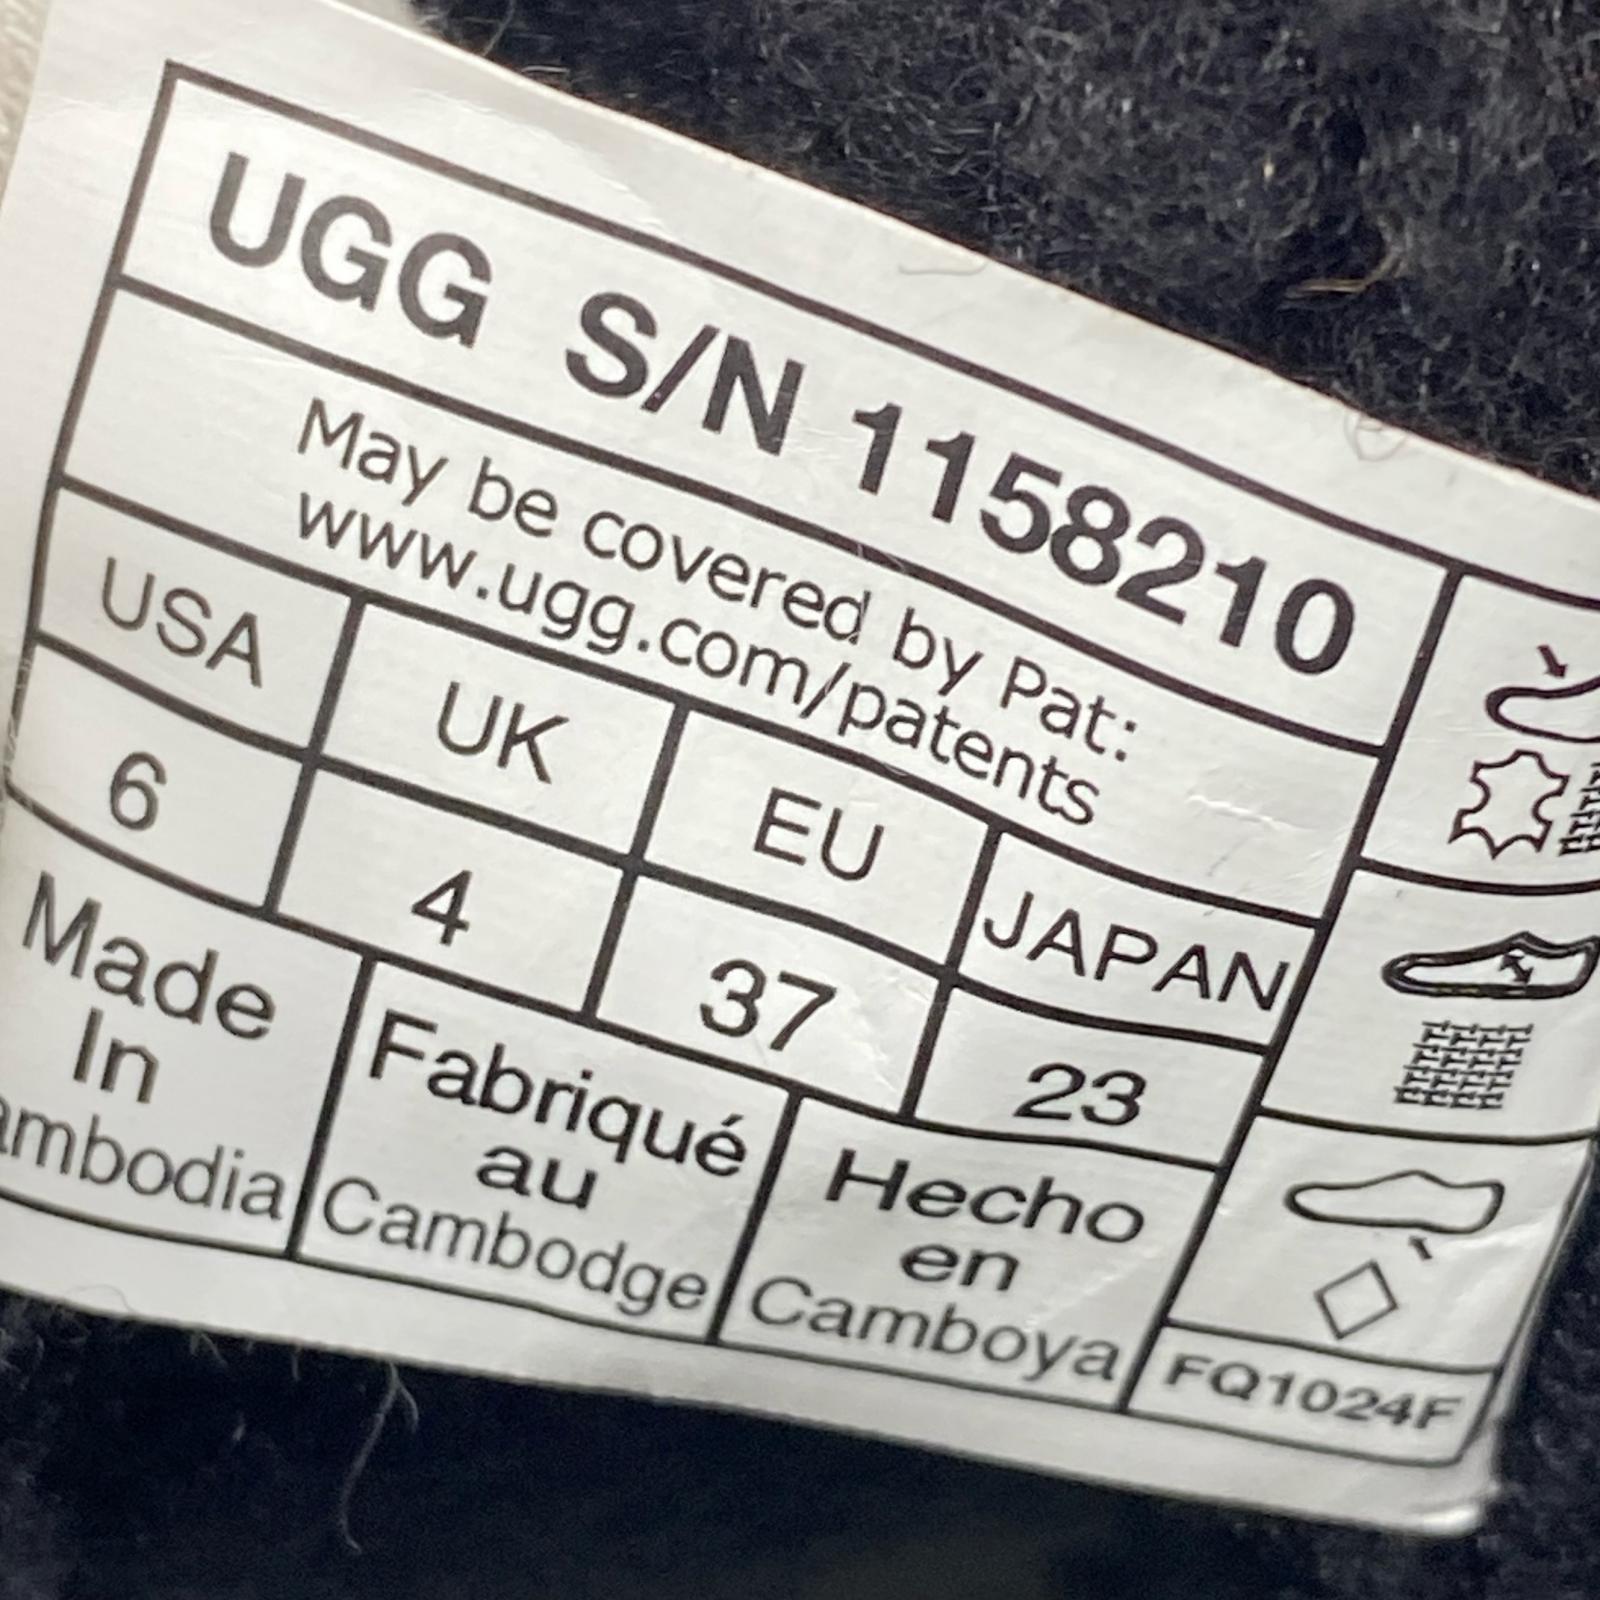 UGG S/N 1158210
May be covered by Pat:
www.ugg.com/patents
USA UK EU JAPAN
6 4 37 23
Made
In
ambodia
Fabriqué
au
Cambodge
Hecho
en
Camboya
FQ1024F